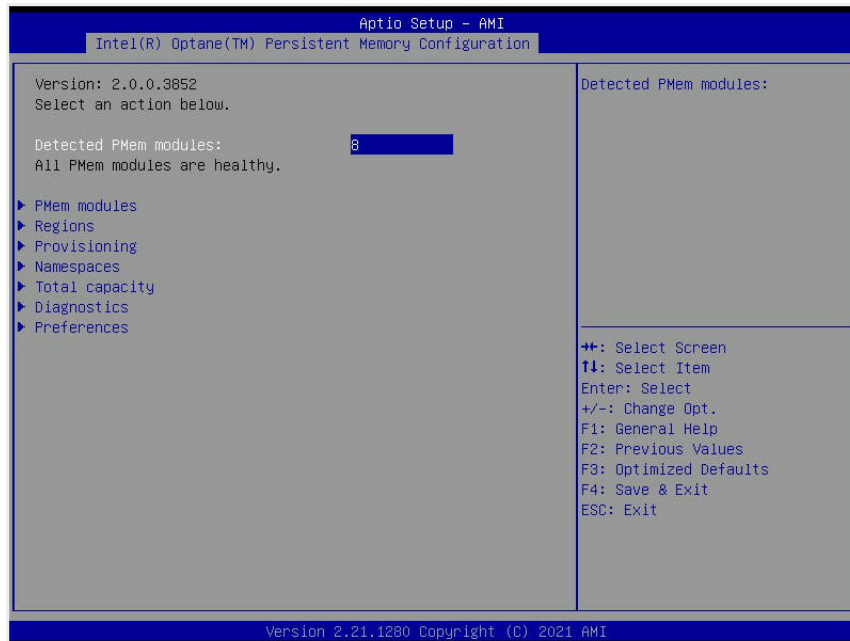 Aptio Setup – AMI
Intel(R) Optane(TM) Persistent Memory Configuration
Version: 2.0.0.3852
Select an action below.
Detected PMem modules: 8
All PMem modules are healthy.
PMem modules
Regions
Provisioning
Namespaces
Total capacity
Diagnostics
Preferences
Detected PMem modules:
→←: Select Screen
↑↓: Select Item
Enter: Select
+/-: Change Opt.
F1: General Help
F2: Previous Values
F3: Optimized Defaults
F4: Save & Exit
ESC: Exit
Version 2.21.1280 Copyright (C) 2021 AMI